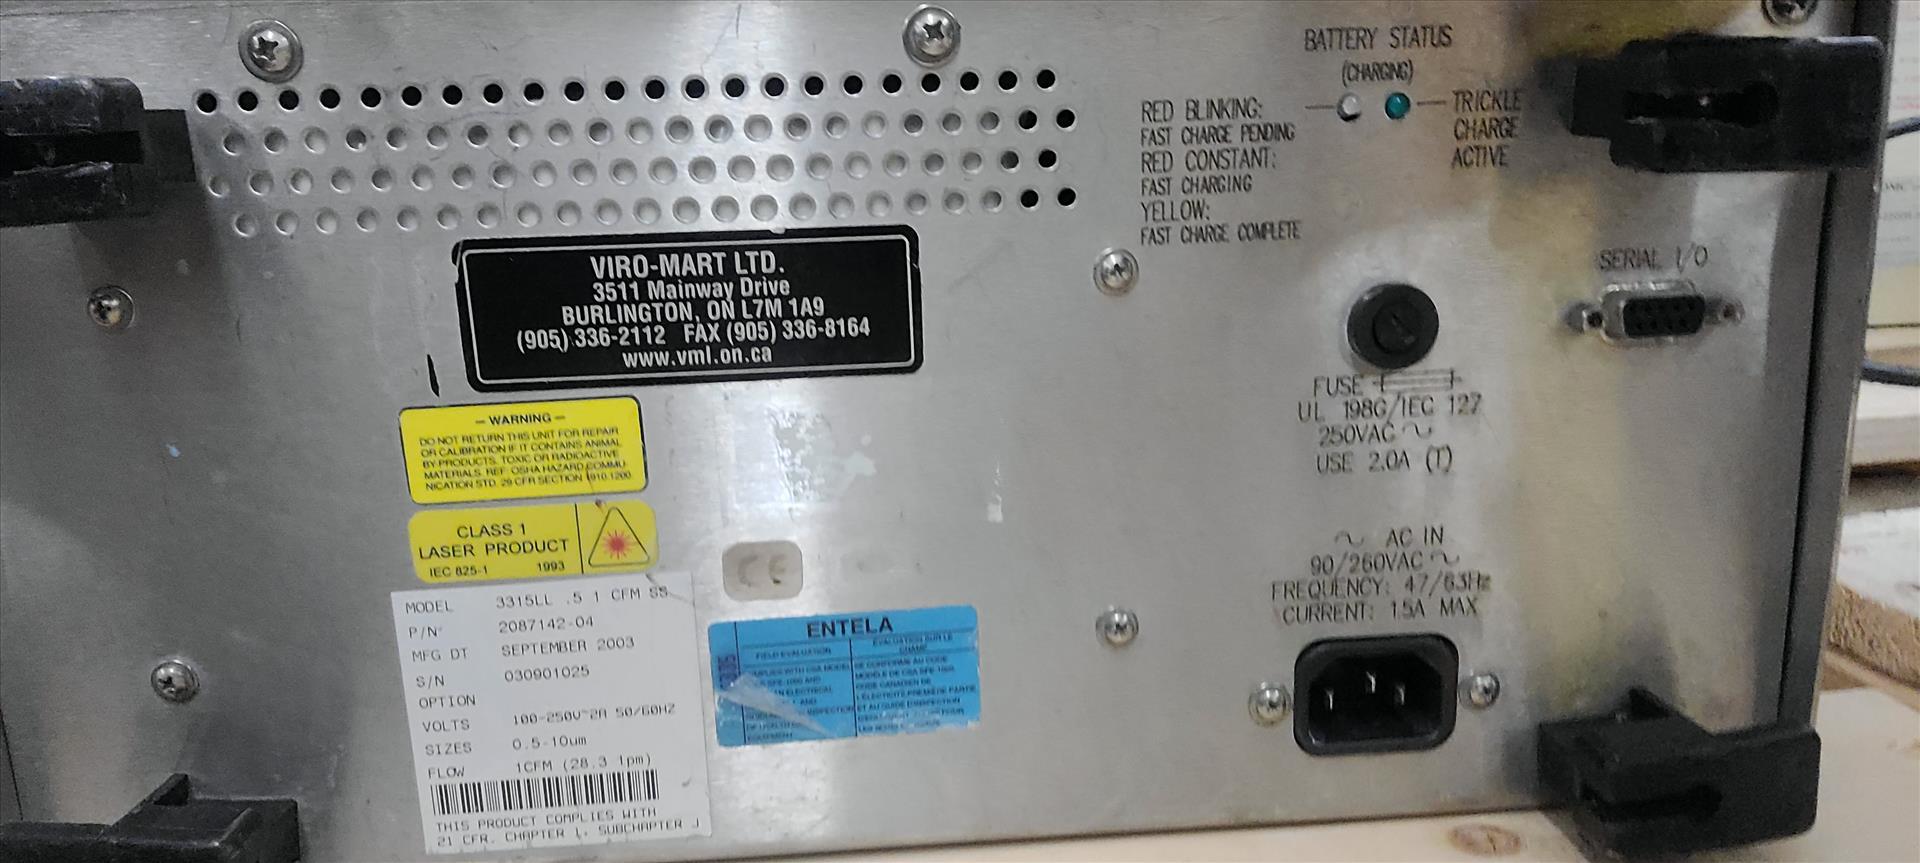 BATTERY STATUS
(CHARGING)
RED BLINKING:
FAST CHARGE PENDING
RED CONSTANT:
FAST CHARGING
YELLOW:
FAST CHARGE COMPLETE
TRICKLE
CHARGE
ACTIVE
VIRO-MART LTD.
3511 Mainway Drive
BURLINGTON, ON L7M 1A9
(905) 336-2112 FAX (905) 336-8164
www.vml.on.ca
SERIAL I/O
FUSE
UL 198G/IEC 127
250VAC ~
USE 2.0A (T)
– WARNING –
DO NOT RETURN THIS UNIT FOR REPAIR
OR CALIBRATION IF IT CONTAINS ANIMAL
BY PRODUCTS, TOXIC OR RADIOACTIVE
MATERIALS. REF: OSHA HAZARD COMMU-
NICATION STD. 29 CFR SECTION 1910.1200.
CLASS 1
LASER PRODUCT
IEC 825-1 1993
CE
~ AC IN
90/260VAC ~
FREQUENCY: 47/63Hz
CURRENT: 1.5A MAX
MODEL 3315LL .5 1 CFM SS
P/N 2087142-04
MFG DT SEPTEMBER 2003
S/N 030901025
OPTION
VOLTS 100-250V~2A 50/60HZ
SIZES 0.5-10um
FLOW 1CFM (28.3 lpm)
THIS PRODUCT COMPLIES WITH
21 CFR. CHAPTER 1, SUBCHAPTER J
ENTELA
FIELD EVALUATION
EVALUATION SUR LE
CHAMP